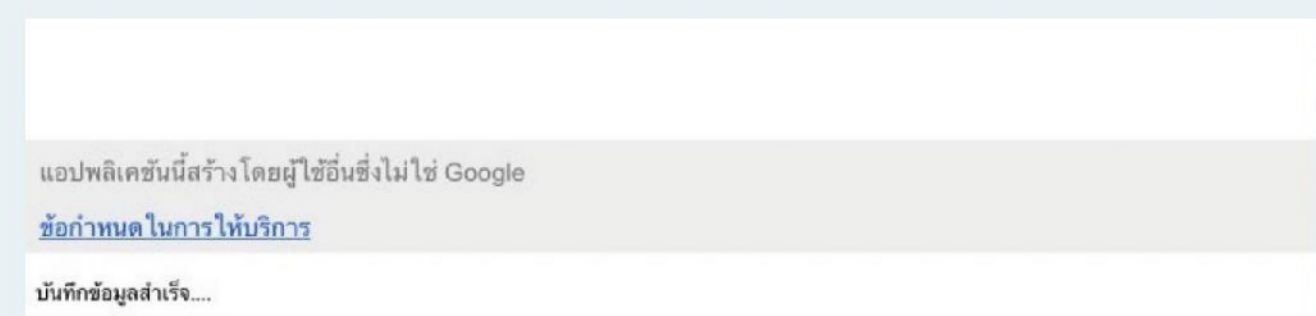 แอปพลิเคชันนี้สร้างโดยผู้ใช้อื่นซึ่งไม่ใช่ Google
ข้อกำหนดในการให้บริการ
บันทึกข้อมูลสำเร็จ....